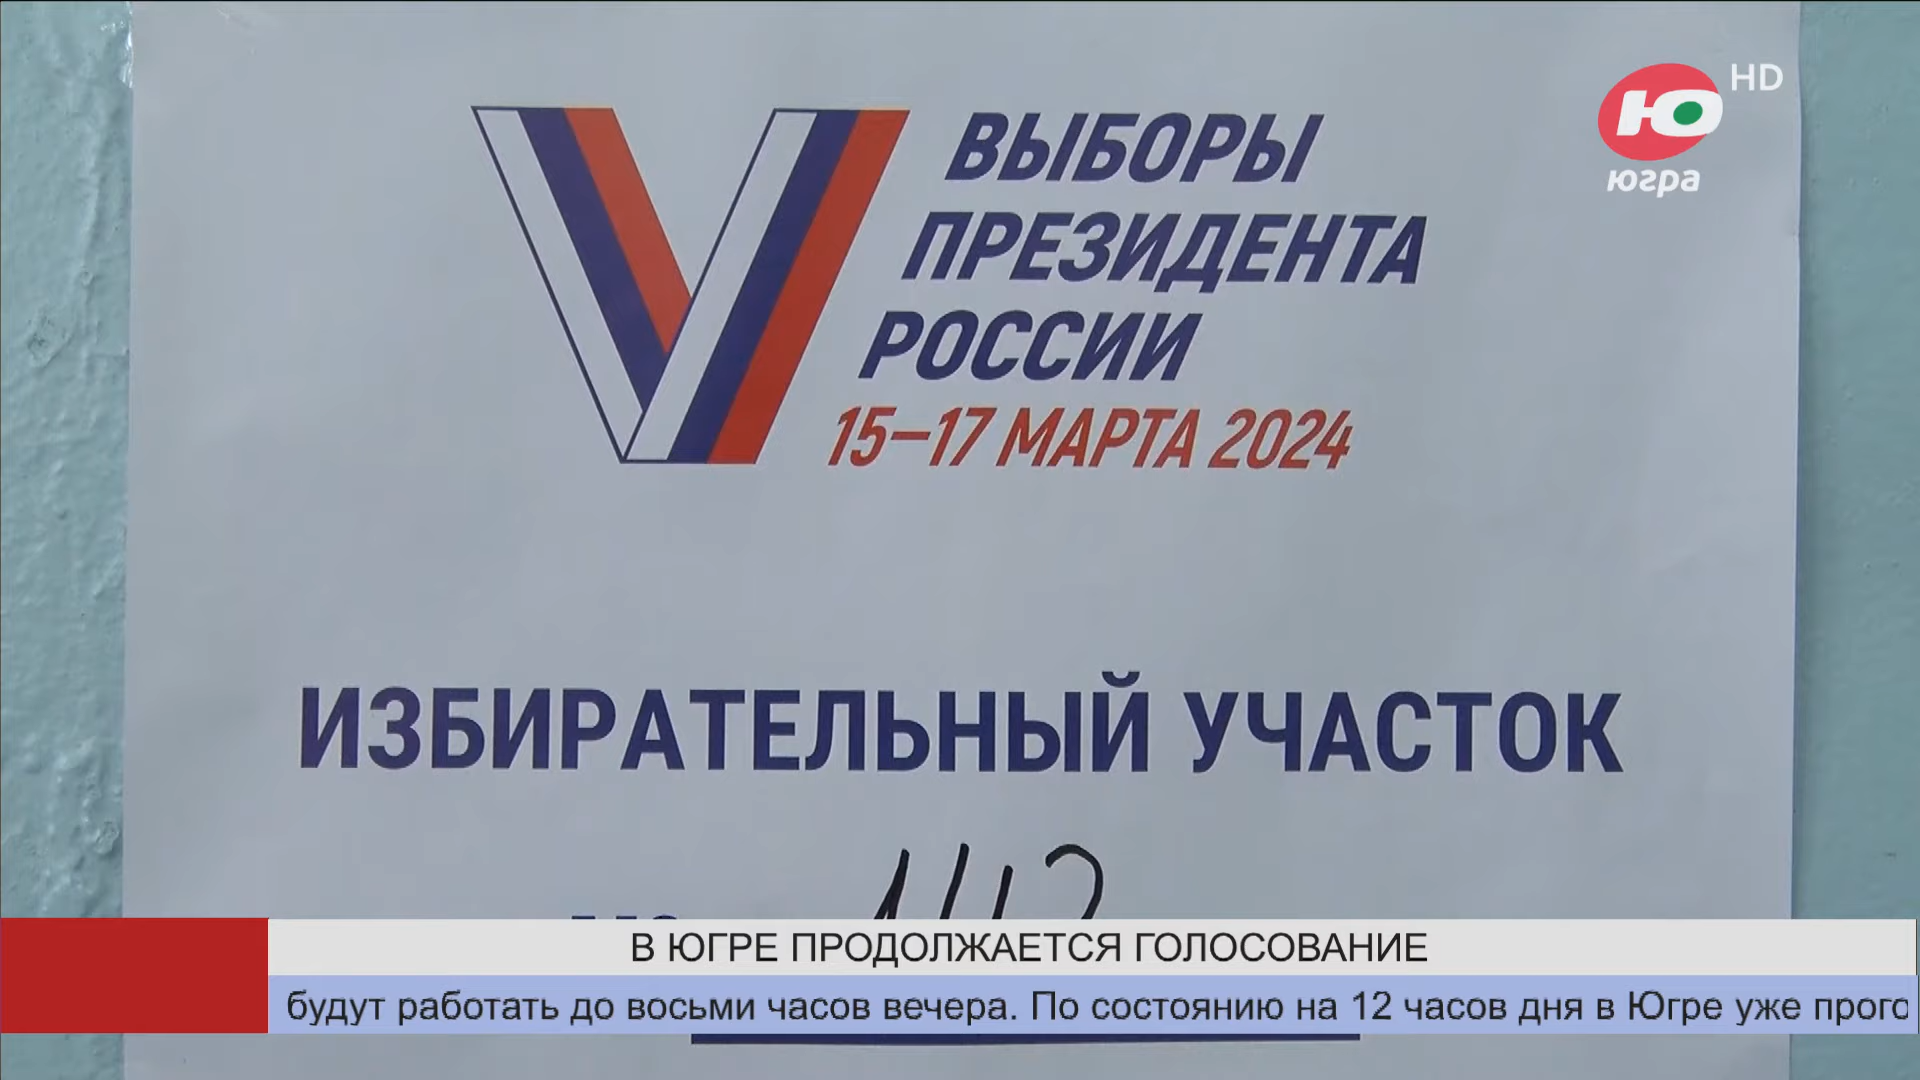 ВЫБОРЫ
ПРЕЗИДЕНТА
РОССИИ
15–17 МАРТА 2024
HD
Ю
югра
ИЗБИРАТЕЛЬНЫЙ УЧАСТОК
В ЮГРЕ ПРОДОЛЖАЕТСЯ ГОЛОСОВАНИЕ
будут работать до восьми часов вечера. По состоянию на 12 часов дня в Югре уже прого